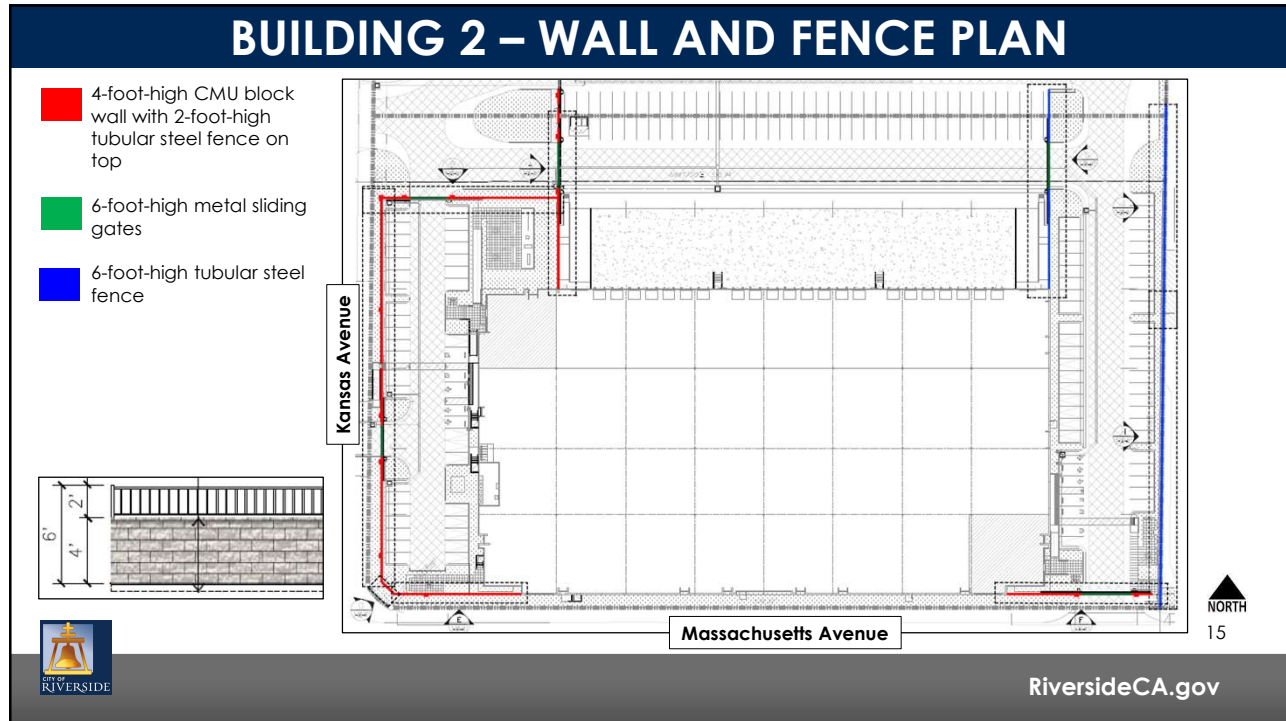 BUILDING 2 – WALL AND FENCE PLAN
4-foot-high CMU block
wall with 2-foot-high
tubular steel fence on
top
6-foot-high metal sliding
gates
6-foot-high tubular steel
fence
Kansas Avenue
6'
2'
4'
E
F
Massachusetts Avenue
NORTH
15
CITY OF
RIVERSIDE
RiversideCA.gov